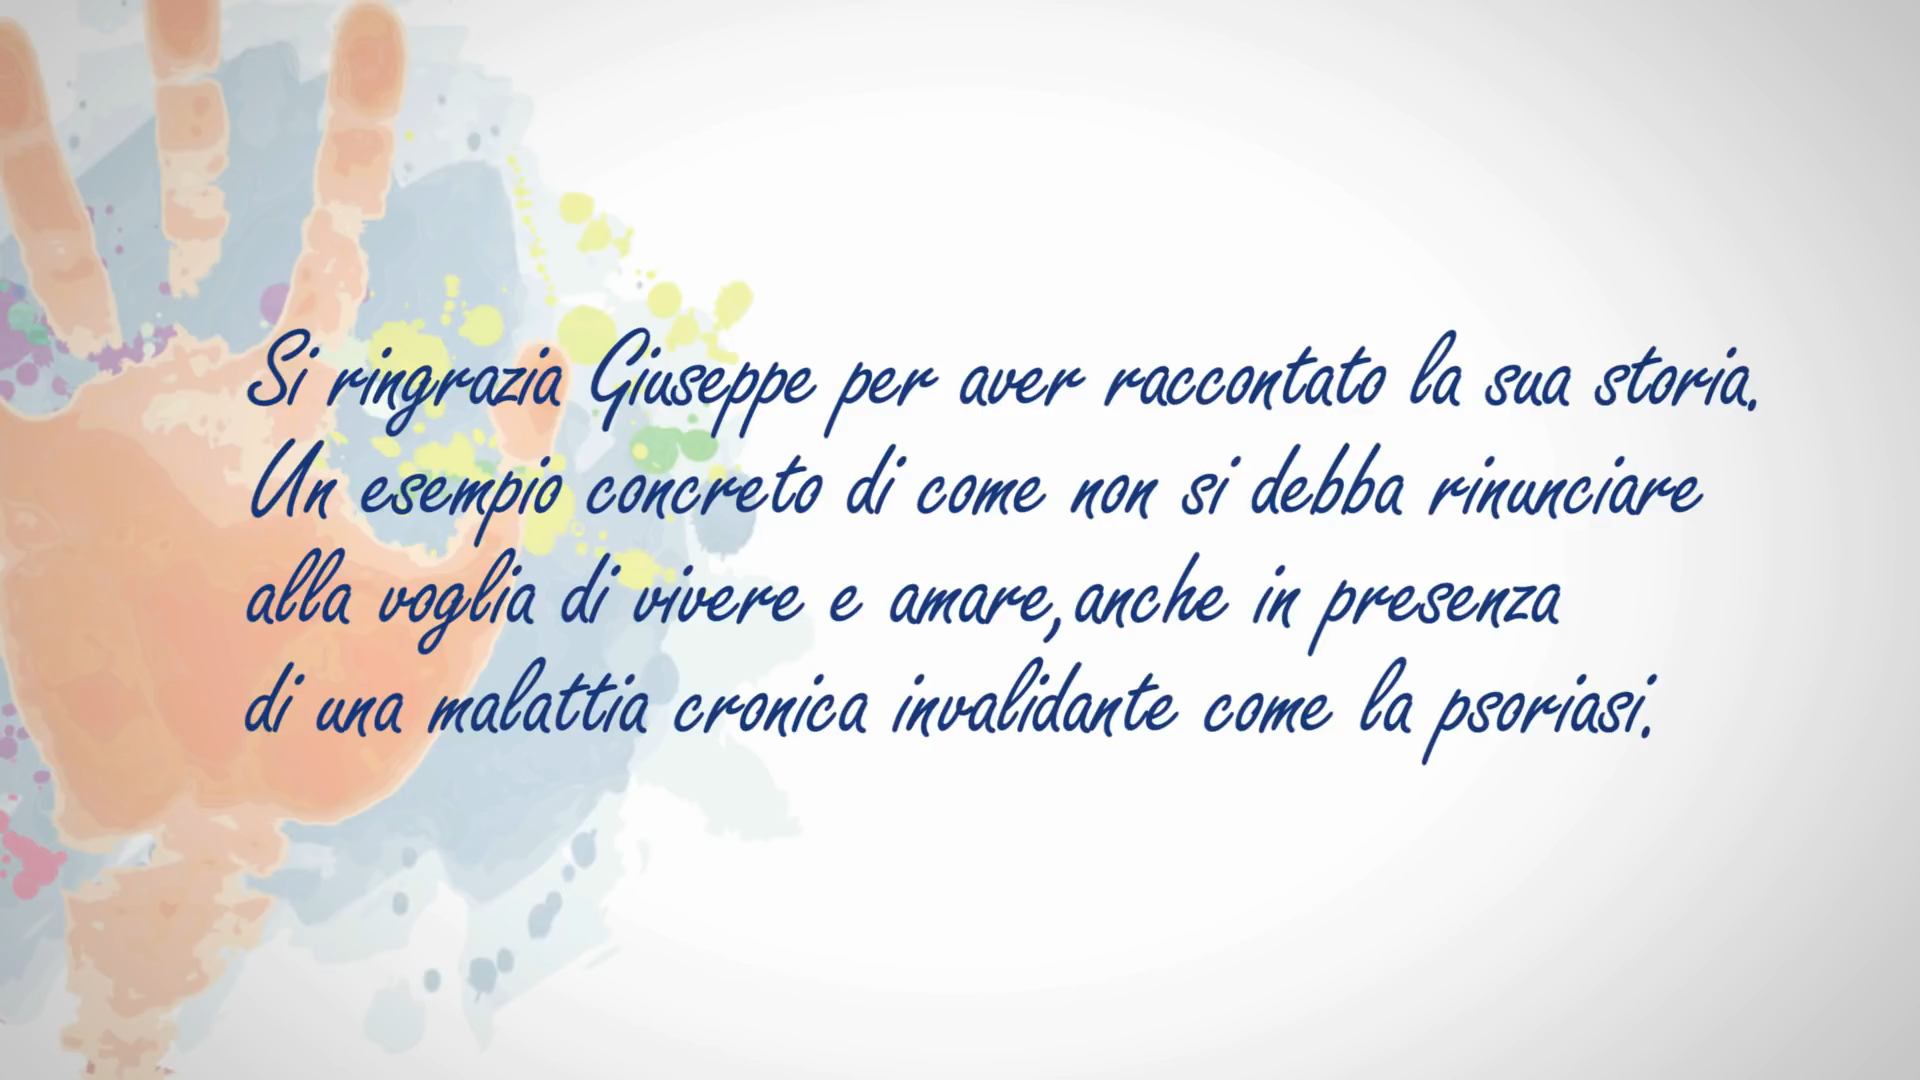 Si ringrazia Giuseppe per aver raccontato la sua storia.
Un esempio concreto di come non si debba rinunciare
alla voglia di vivere e amare,anche in presenza
di una malattia cronica invalidante come la psoriasi.